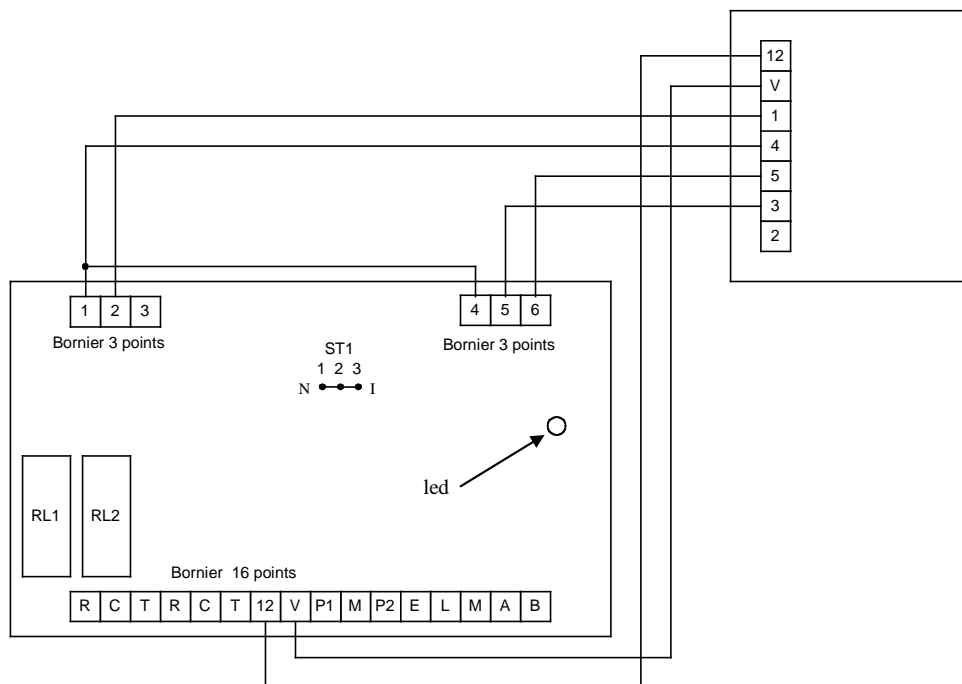 12
V
1
4
5
3
2
1 2 3
4 5 6
Bornier 3 points
Bornier 3 points
ST1
1 2 3
N I
led
RL1
RL2
Bornier 16 points
R C T R C T 12 V P1 M P2 E L M A B